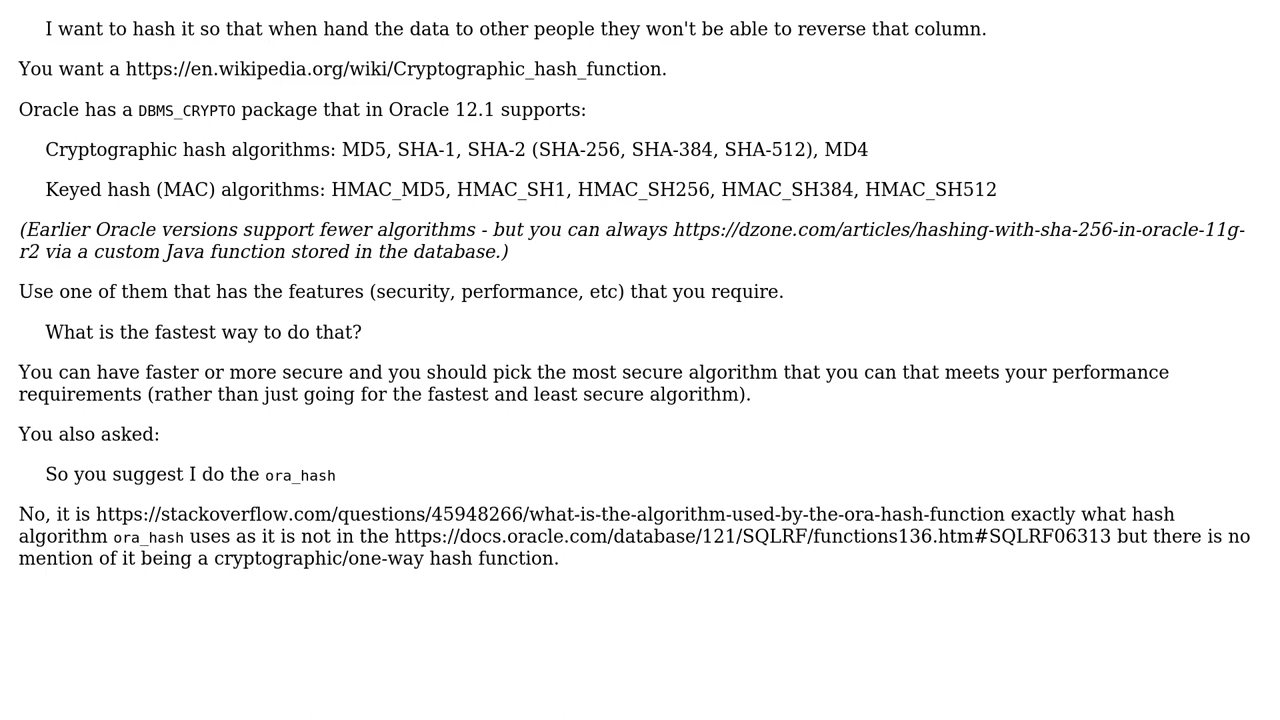 I want to hash it so that when hand the data to other people they won't be able to reverse that column.
You want a https://en.wikipedia.org/wiki/Cryptographic_hash_function.
Oracle has a DBMS_CRYPTO package that in Oracle 12.1 supports:
Cryptographic hash algorithms: MD5, SHA-1, SHA-2 (SHA-256, SHA-384, SHA-512), MD4
Keyed hash (MAC) algorithms: HMAC_MD5, HMAC_SH1, HMAC_SH256, HMAC_SH384, HMAC_SH512
(Earlier Oracle versions support fewer algorithms - but you can always https://dzone.com/articles/hashing-with-sha-256-in-oracle-11g-
r2 via a custom Java function stored in the database.)
Use one of them that has the features (security, performance, etc) that you require.
What is the fastest way to do that?
You can have faster or more secure and you should pick the most secure algorithm that you can that meets your performance
requirements (rather than just going for the fastest and least secure algorithm).
You also asked:
So you suggest I do the ora_hash
No, it is https://stackoverflow.com/questions/45948266/what-is-the-algorithm-used-by-the-ora-hash-function exactly what hash
algorithm ora_hash uses as it is not in the https://docs.oracle.com/database/121/SQLRF/functions136.htm#SQLRF06313 but there is no
mention of it being a cryptographic/one-way hash function.